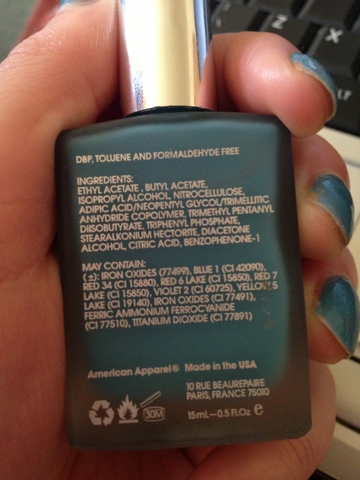 DBP, TOLUENE AND FORMALDEHYDE FREE
INGREDIENTS:
ETHYL ACETATE, BUTYL ACETATE,
ISOPROPYL ALCOHOL, NITROCELLULOSE,
ADIPIC ACID/NEOPENTYL GLYCOL/TRIMELLITIC
ANHYDRIDE COPOLYMER, TRIMETHYL PENTANYL
DIISOBUTYRATE, TRIPHENYL PHOSPHATE,
STEARALKONIUM HECTORITE, DIACETONE
ALCOHOL, CITRIC ACID, BENZOPHENONE-1
MAY CONTAIN:
(±): IRON OXIDES (77499), BLUE 1 (CI 42090),
RED 34 (CI 15880), RED 6 LAKE (CI 15850), RED 7
LAKE (CI 15850), VIOLET 2 (CI 60725), YELLOW 5
LAKE (CI 19140), IRON OXIDES (CI 77491),
FERRIC AMMONIUM FERROCYANIDE
(CI 77510), TITANIUM DIOXIDE (CI 77891)
American Apparel® Made in the USA
10 RUE BEAUREPAIRE
PARIS, FRANCE 75010
30M 15mL–0.5 Fl.Oz e
Z
X